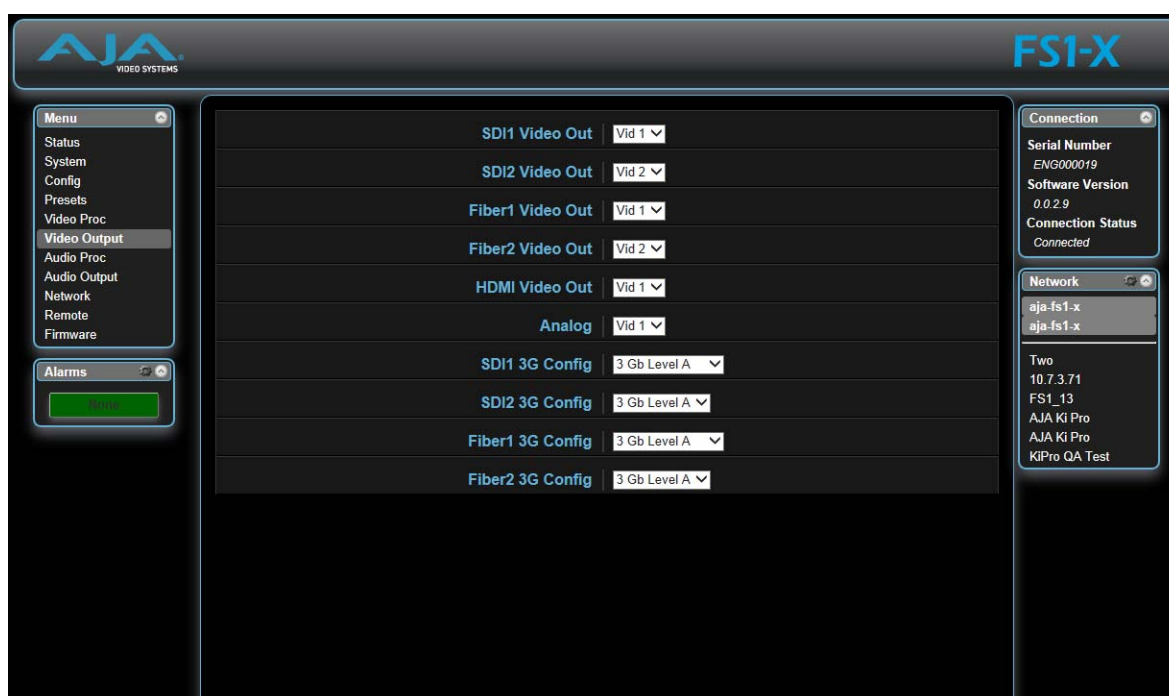 AJA
VIDEO SYSTEMS
FS1-X
Menu
Status
System
Config
Presets
Video Proc
Video Output
Audio Proc
Audio Output
Network
Remote
Firmware
Alarms
None
SDI1 Video Out Vid 1
SDI2 Video Out Vid 2
Fiber1 Video Out Vid 1
Fiber2 Video Out Vid 2
HDMI Video Out Vid 1
Analog Vid 1
SDI1 3G Config 3 Gb Level A
SDI2 3G Config 3 Gb Level A
Fiber1 3G Config 3 Gb Level A
Fiber2 3G Config 3 Gb Level A
Connection
Serial Number
ENG000019
Software Version
0.0.2.9
Connection Status
Connected
Network
aja-fs1-x
aja-fs1-x
Two
10.7.3.71
FS1_13
AJA Ki Pro
AJA Ki Pro
KiPro QA Test